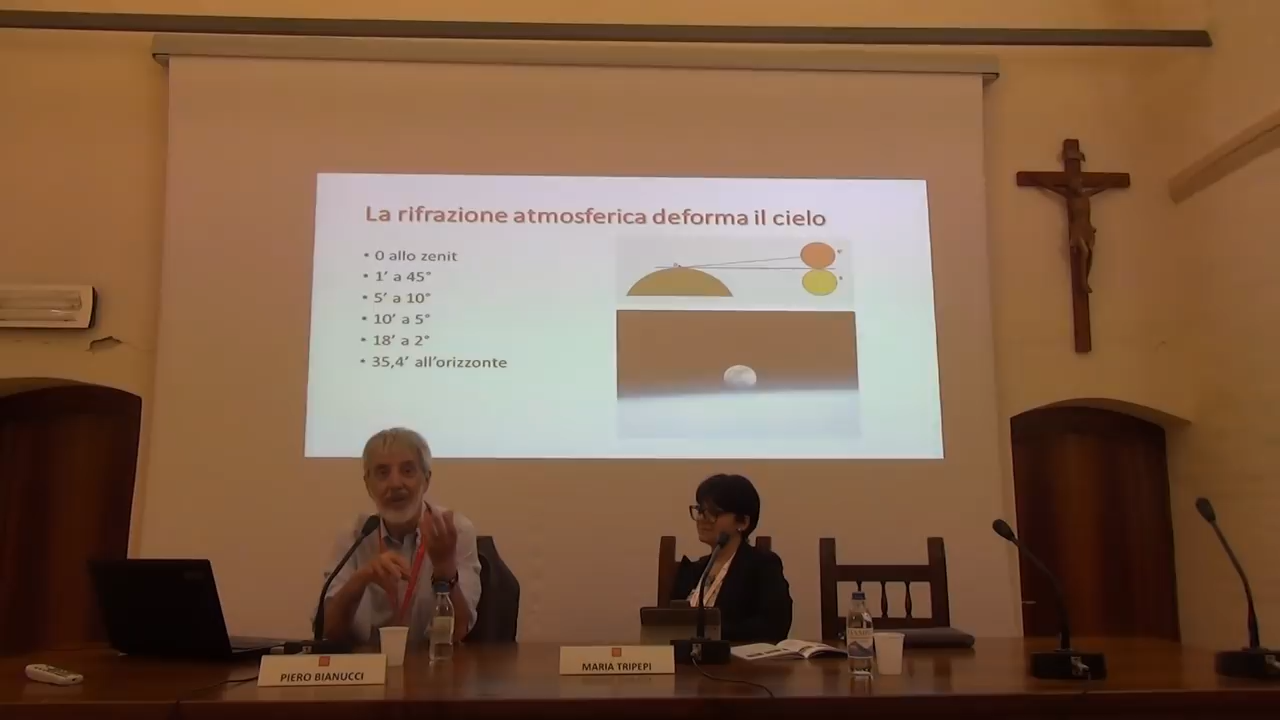 La rifrazione atmosferica deforma il cielo
• 0 allo zenit
• 1’ a 45°
• 5’ a 10°
• 10’ a 5°
• 18’ a 2°
• 35,4’ all’orizzonte
PIERO BIANUCCI
MARIA TRIPEPI